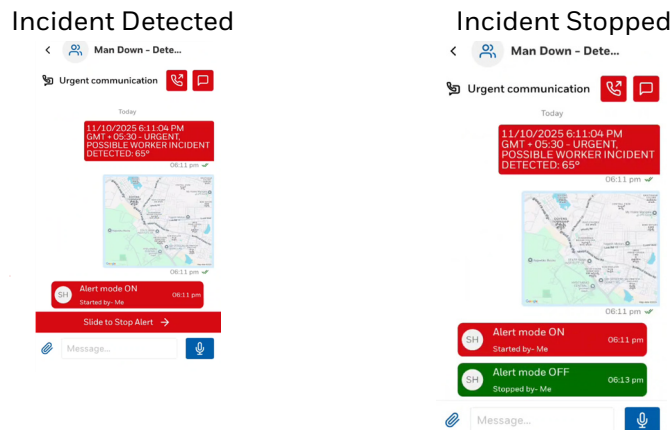 Incident Detected
Man Down - Dete...
Urgent communication
Today
11/10/2025 6:11:04 PM
GMT + 05:30 - URGENT,
POSSIBLE WORKER INCIDENT
DETECTED: 65°
06:11 pm
06:11 pm
SH
Alert mode ON
06:11 pm
Started by- Me
Slide to Stop Alert →
Message...
Incident Stopped
Man Down - Dete...
Urgent communication
Today
11/10/2025 6:11:04 PM
GMT + 05:30 - URGENT,
POSSIBLE WORKER INCIDENT
DETECTED: 65°
06:11 pm
06:11 pm
SH
Alert mode ON
06:11 pm
Started by- Me
SH
Alert mode OFF
06:13 pm
Stopped by- Me
Message...